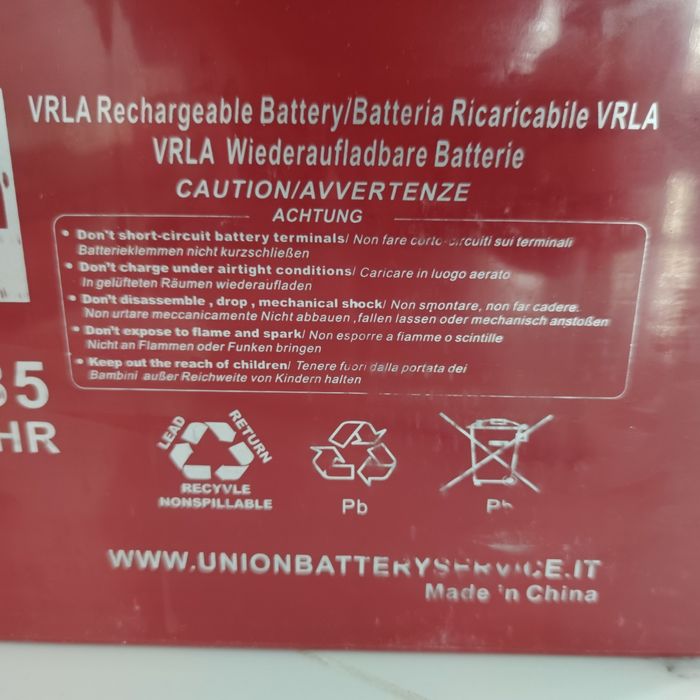 VRLA Rechargeable Battery/Batteria Ricaricabile VRLA
VRLA Wiederaufladbare Batterie
CAUTION/AVVERTENZE
ACHTUNG
• Don't short-circuit battery terminals/ Non fare corto-circuiti sui terminali
Batterieklemmen nicht kurzschließen
• Don't charge under airtight conditions/ Caricare in luogo aerato
In gelüfteten Räumen wiederaufladen
• Don't disassemble , drop , mechanical shock/ Non smontare, non far cadere.
Non urtare meccanicamente Nicht abbauen ,fallen lassen oder mechanisch anstoßen
• Don't expose to flame and spark/ Non esporre a fiamme o scintille
Nicht an Flammen oder Funken bringen
• Keep out the reach of children/ Tenere fuori dalla portata dei
Bambini außer Reichweite von Kindern halten
35
HR
LEAD RETURN
RECYVLE
NONSPILLABLE
Pb
Pb
WWW.UNIONBATTERYSERVICE.IT
Made in China